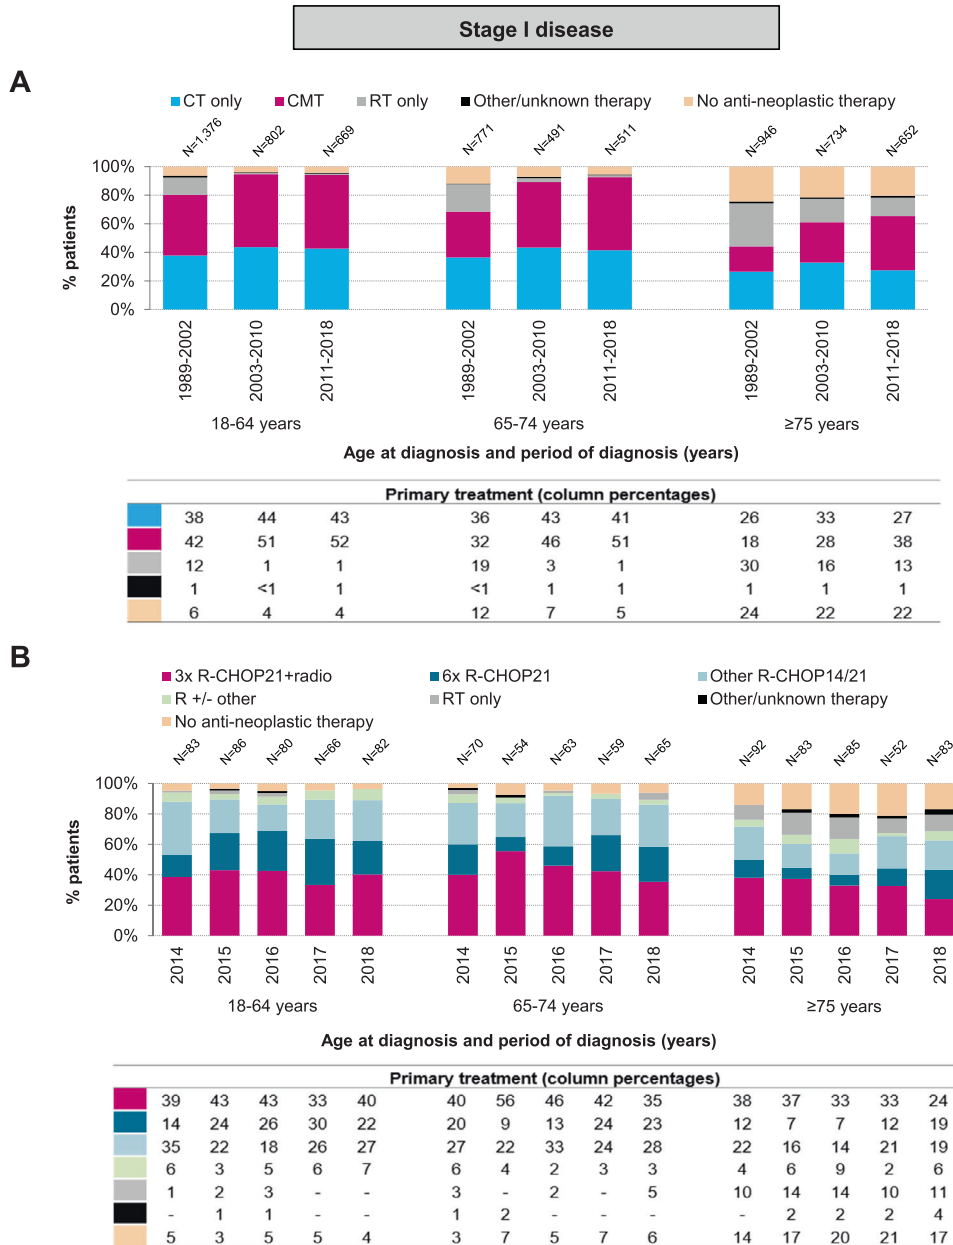 Stage I disease
A
CT only CMT RT only Other/unknown therapy No anti-neoplastic therapy
N=1,376 N=802 N=669 N=771 N=491 N=511 N=946 N=734 N=652
100%
80%
60%
40%
20%
0%
% patients
1989-2002 2003-2010 2011-2018 1989-2002 2003-2010 2011-2018 1989-2002 2003-2010 2011-2018
18-64 years 65-74 years ≥75 years
Age at diagnosis and period of diagnosis (years)
Primary treatment (column percentages)
38 44 43 36 43 41 26 33 27
42 51 52 32 46 51 18 28 38
12 1 1 19 3 1 30 16 13
1 <1 1 <1 1 1 1 1 1
6 4 4 12 7 5 24 22 22
B
3x R-CHOP21+radio 6x R-CHOP21 Other R-CHOP14/21
R +/- other RT only Other/unknown therapy
No anti-neoplastic therapy
N=83 N=86 N=80 N=66 N=82 N=70 N=54 N=63 N=59 N=65 N=92 N=83 N=85 N=52 N=83
100%
80%
60%
40%
20%
0%
% patients
2014 2015 2016 2017 2018 2014 2015 2016 2017 2018 2014 2015 2016 2017 2018
18-64 years 65-74 years ≥75 years
Age at diagnosis and period of diagnosis (years)
Primary treatment (column percentages)
39 43 43 33 40 40 56 46 42 35 38 37 33 33 24
14 24 26 30 22 20 9 13 24 23 12 7 7 12 19
35 22 18 26 27 27 22 33 24 28 22 16 14 21 19
6 3 5 6 7 6 4 2 3 3 4 6 9 2 6
1 2 3 - - 3 - 2 - 5 10 14 14 10 11
- 1 1 - - 1 2 - - - - 2 2 2 4
5 3 5 5 4 3 7 5 7 6 14 17 20 21 17